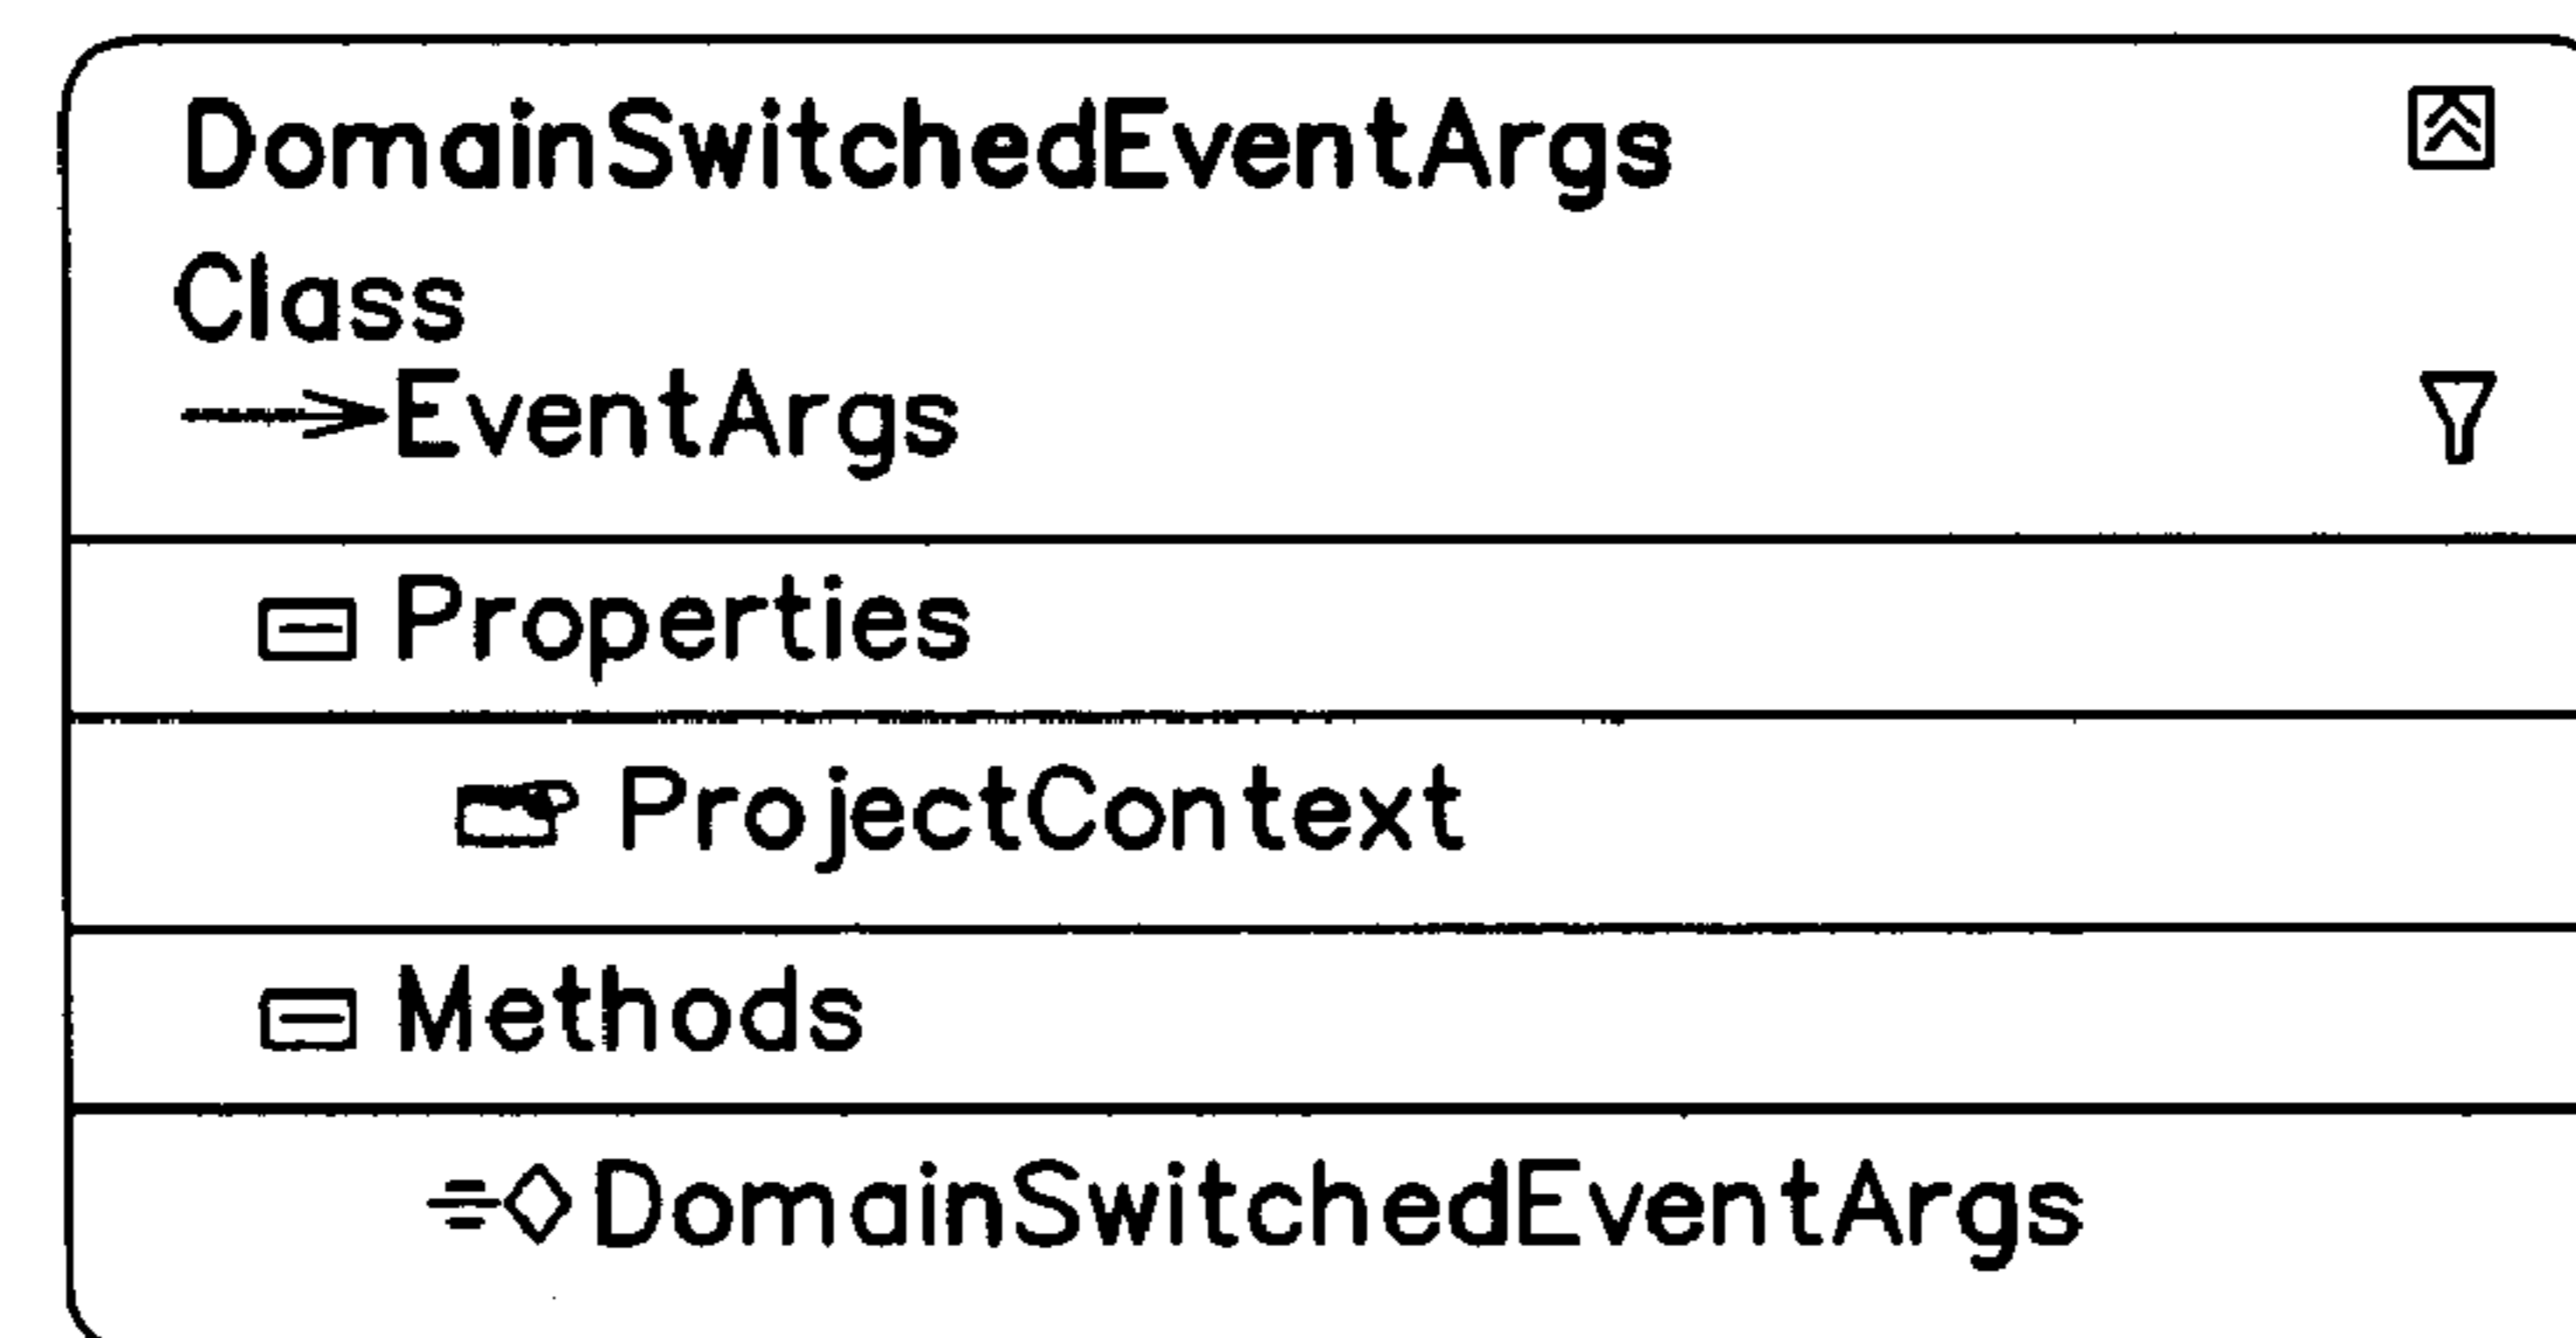 DomainSwitchedEventArgs
Class
EventArgs
Properties
ProjectContext
Methods
DomainSwitchedEventArgs